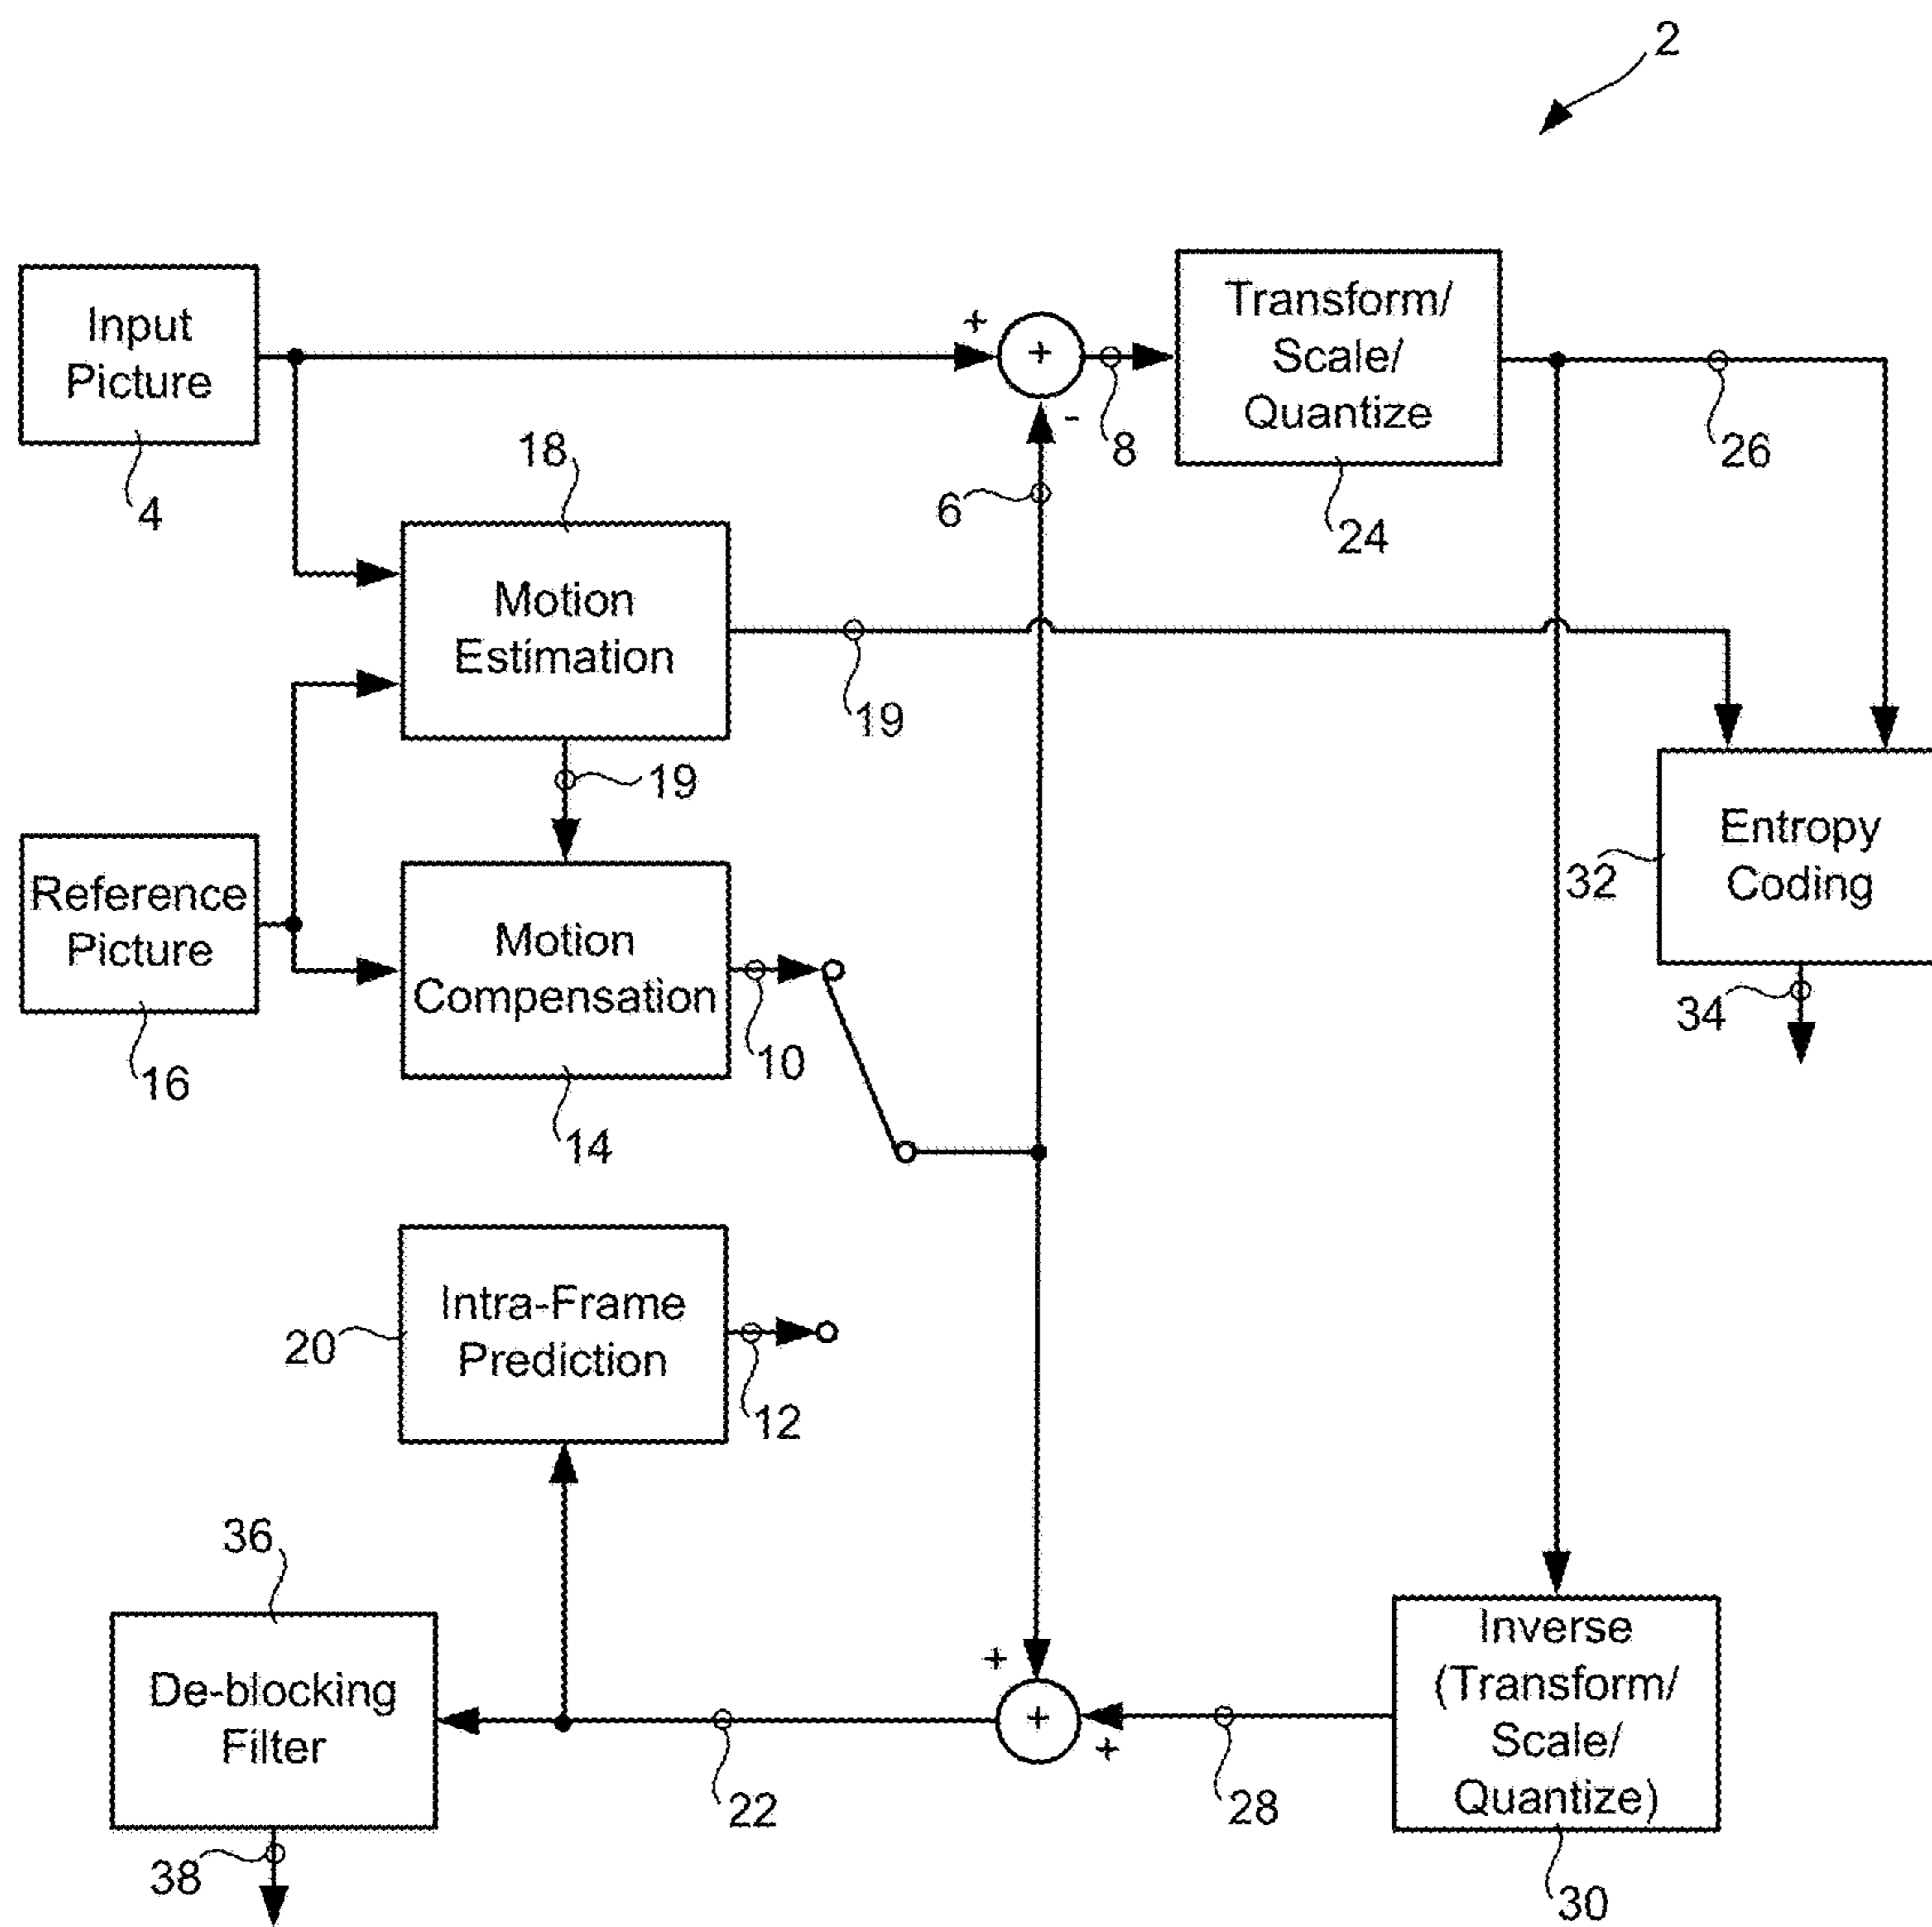 2
Input
Picture
4
+
+
-
6
8
Transform/
Scale/
Quantize
24
26
18
Motion
Estimation
19
19
Reference
Picture
16
Motion
Compensation
14
10
32
Entropy
Coding
34
20
Intra-Frame
Prediction
12
36
De-blocking
Filter
38
22
+
+
+
28
Inverse
(Transform/
Scale/
Quantize)
30